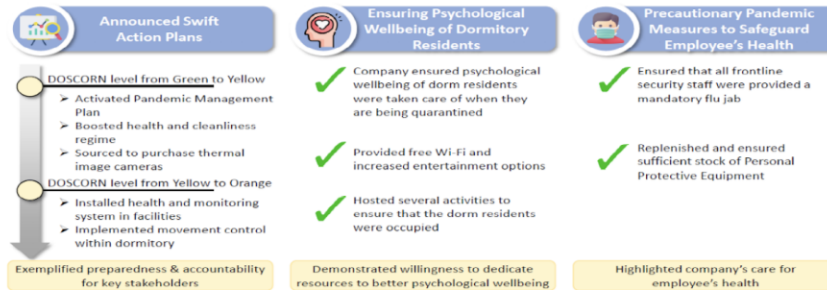 Announced Swift
Action Plans
DOSCORN level from Green to Yellow
➢ Activated Pandemic Management
Plan
➢ Boosted health and cleanliness
regime
➢ Sourced to purchase thermal
image cameras
DOSCORN level from Yellow to Orange
➢ Installed health and monitoring
system in facilities
➢ Implemented movement control
within dormitory
Exemplified preparedness & accountability
for key stakeholders
Ensuring Psychological
Wellbeing of Dormitory
Residents
Company ensured psychological
wellbeing of dorm residents
were taken care of when they
are being quarantined
Provided free Wi-Fi and
increased entertainment options
Hosted several activities to
ensure that the dorm residents
were occupied
Demonstrated willingness to dedicate
resources to better psychological wellbeing
Precautionary Pandemic
Measures to Safeguard
Employee's Health
Ensured that all frontline
security staff were provided a
mandatory flu jab
Replenished and ensured
sufficient stock of Personal
Protective Equipment
Highlighted company's care for
employee's health